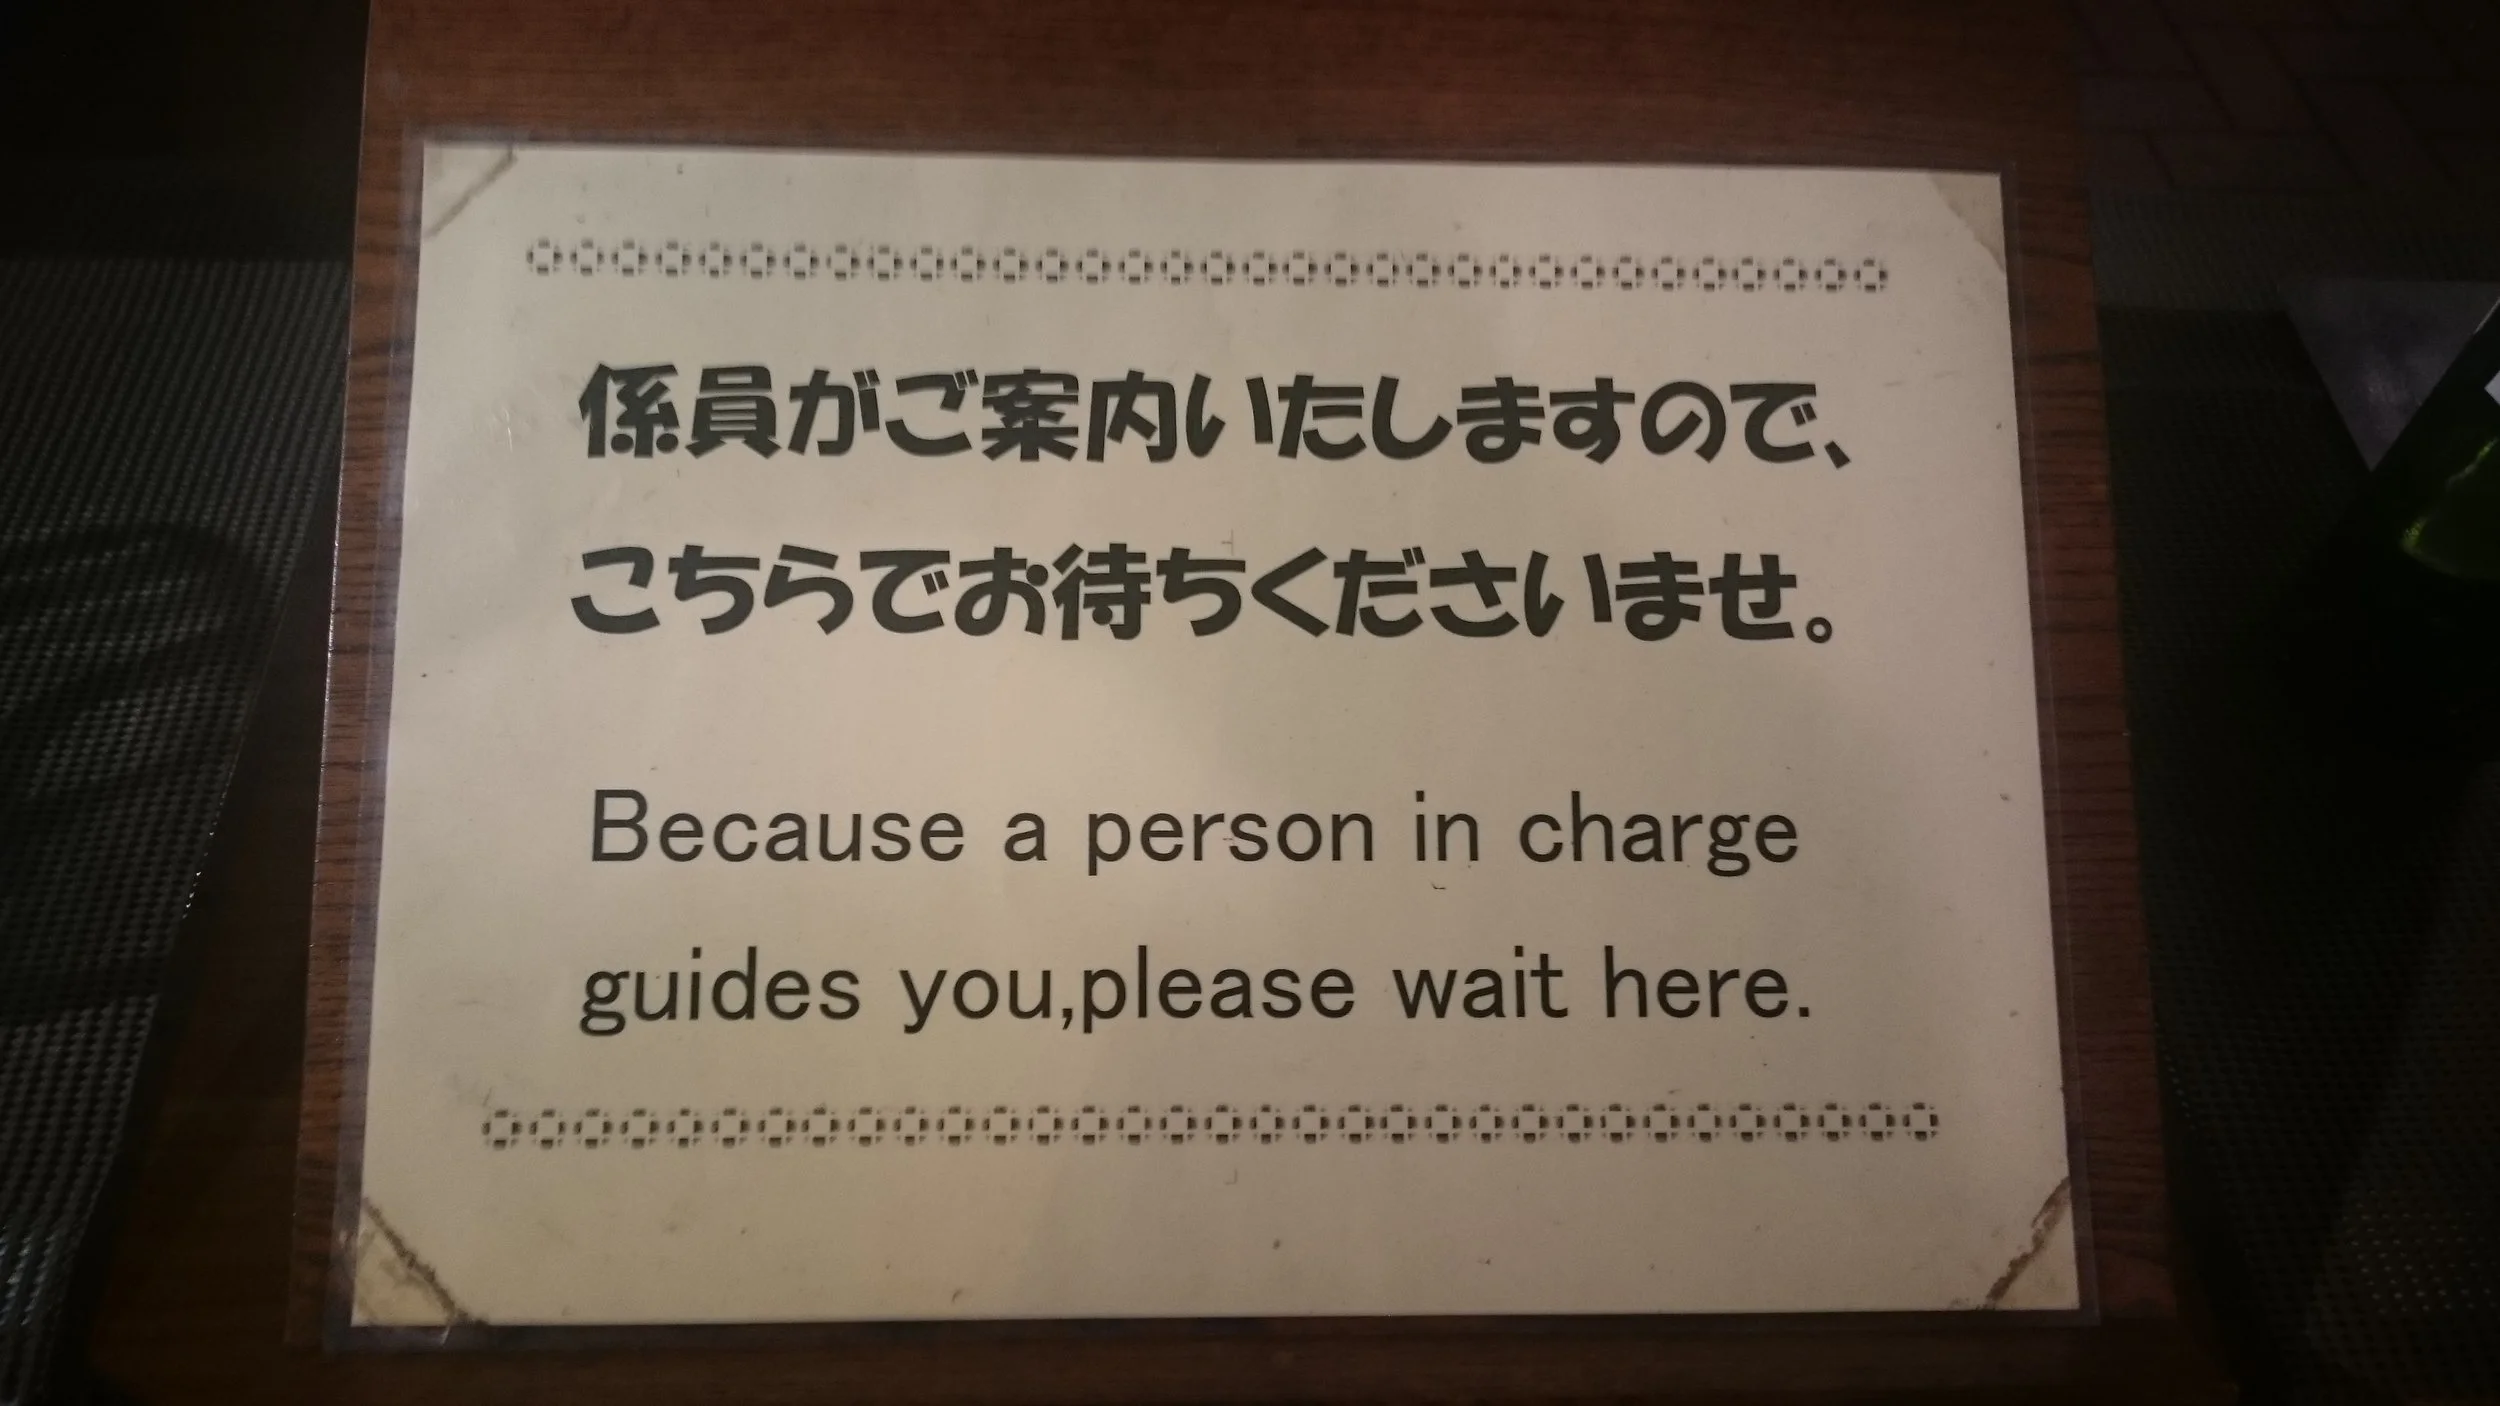 係員がご案内いたしますので、
こちらでお待ちくださいませ。
Because a person in charge
guides you,please wait here.